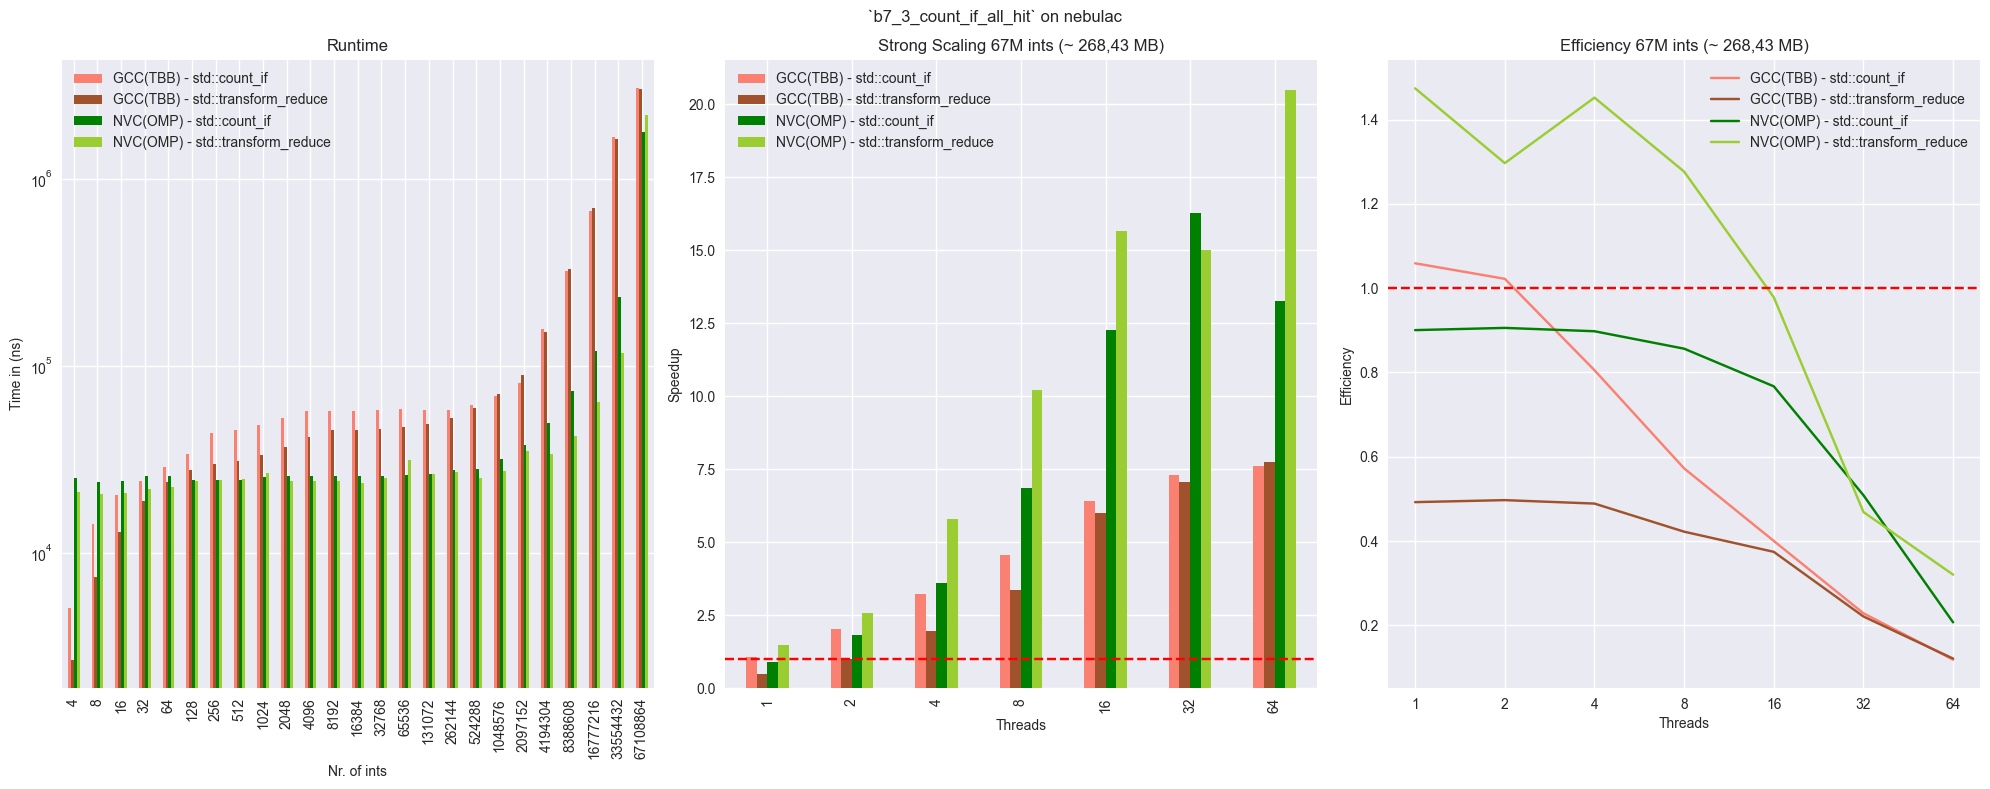 `b7_3_count_if_all_hit` on nebulac
Runtime
GCC(TBB) - std::count_if
GCC(TBB) - std::transform_reduce
NVC(OMP) - std::count_if
NVC(OMP) - std::transform_reduce
10^6
10^5
10^4
Time in (ns)
4 8 16 32 64 128 256 512 1024 2048 4096 8192 16384 32768 65536 131072 262144 524288 1048576 2097152 4194304 8388608 16777216 33554432 67108864
Nr. of ints
Strong Scaling 67M ints (~ 268,43 MB)
GCC(TBB) - std::count_if
GCC(TBB) - std::transform_reduce
NVC(OMP) - std::count_if
NVC(OMP) - std::transform_reduce
20.0
17.5
15.0
12.5
10.0
7.5
5.0
2.5
0.0
Speedup
1 2 4 8 16 32 64
Threads
Efficiency 67M ints (~ 268,43 MB)
GCC(TBB) - std::count_if
GCC(TBB) - std::transform_reduce
NVC(OMP) - std::count_if
NVC(OMP) - std::transform_reduce
1.4
1.2
1.0
0.8
0.6
0.4
0.2
Efficiency
1 2 4 8 16 32 64
Threads